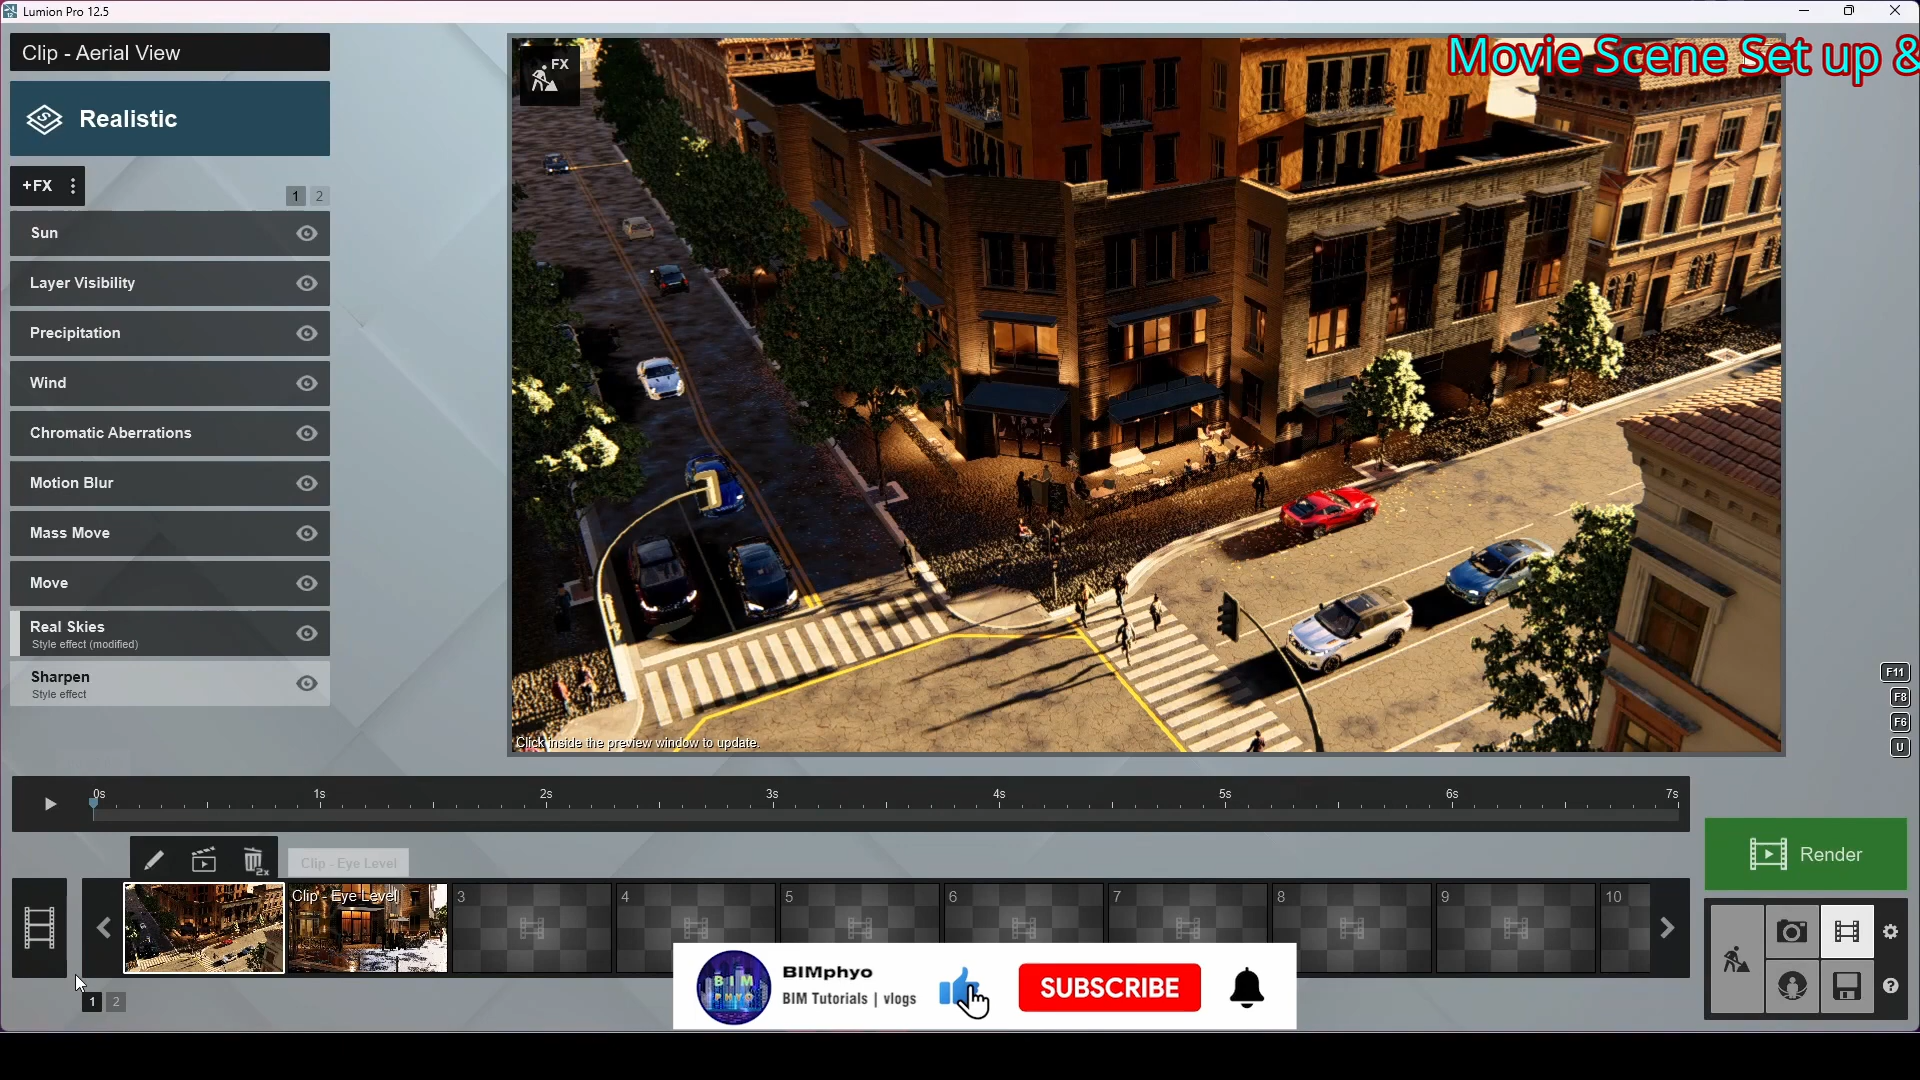 Lumion Pro 12.5
Clip - Aerial View
Movie Scene Set up &
FX
Realistic
+FX
1 2
Sun
Layer Visibility
Precipitation
Wind
Chromatic Aberrations
Motion Blur
Mass Move
Move
Real Skies
Style effect (modified)
Sharpen
Style effect
F11
F8
F6
U
Click inside the preview window to update.
0s 1s 2s 3s 4s 5s 6s 7s
2x
Clip - Eye Level
Render
Clip - Eye Level 3 4 5 6 7 8 9 10
1 2
BIM PHYO
BIMphyo
BIM Tutorials | vlogs
SUBSCRIBE
?